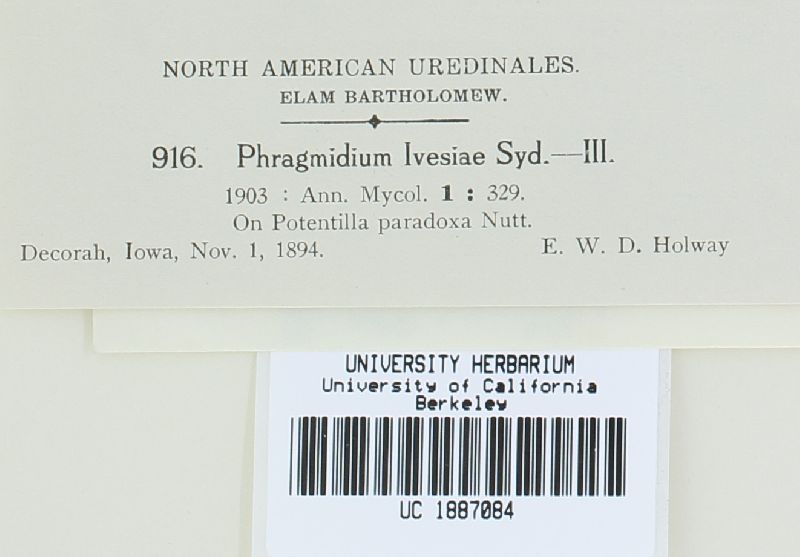 NORTH AMERICAN UREDINALES.
ELAM BARTHOLOMEW.
916. Phragmidium Ivesiae Syd.—III.
1903 : Ann. Mycol. 1 : 329.
On Potentilla paradoxa Nutt.
Decorah, Iowa, Nov. 1, 1894. E. W. D. Holway
UNIVERSITY HERBARIUM
University of California
Berkeley
UC 1887084